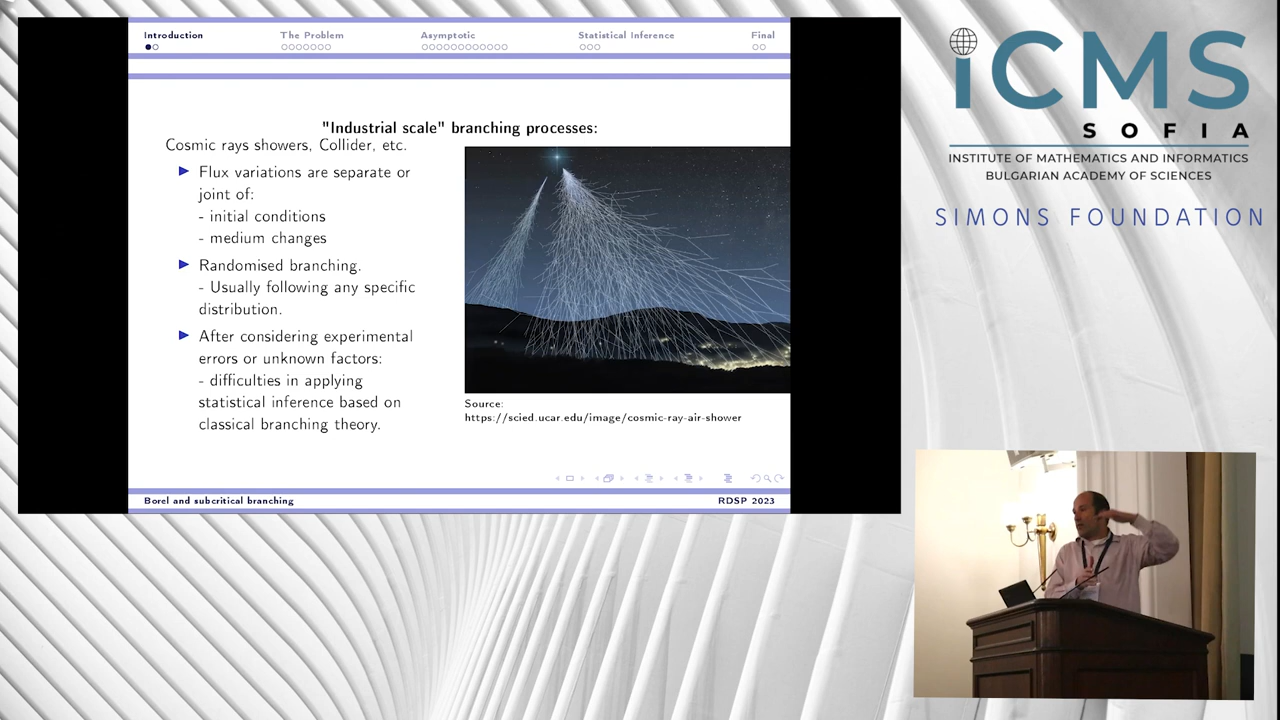 Introduction
The Problem
Asymptotic
Statistical Inference
Final
"Industrial scale" branching processes:
Cosmic rays showers, Collider, etc.
Flux variations are separate or
joint of:
- initial conditions
- medium changes
Randomised branching.
- Usually following any specific
distribution.
After considering experimental
errors or unknown factors:
- difficulties in applying
statistical inference based on
classical branching theory.
Source:
https://scied.ucar.edu/image/cosmic-ray-air-shower
Borel and subcritical branching
RDSP 2023
iCMS
SOFIA
INSTITUTE OF MATHEMATICS AND INFORMATICS
BULGARIAN ACADEMY OF SCIENCES
SIMONS FOUNDATION